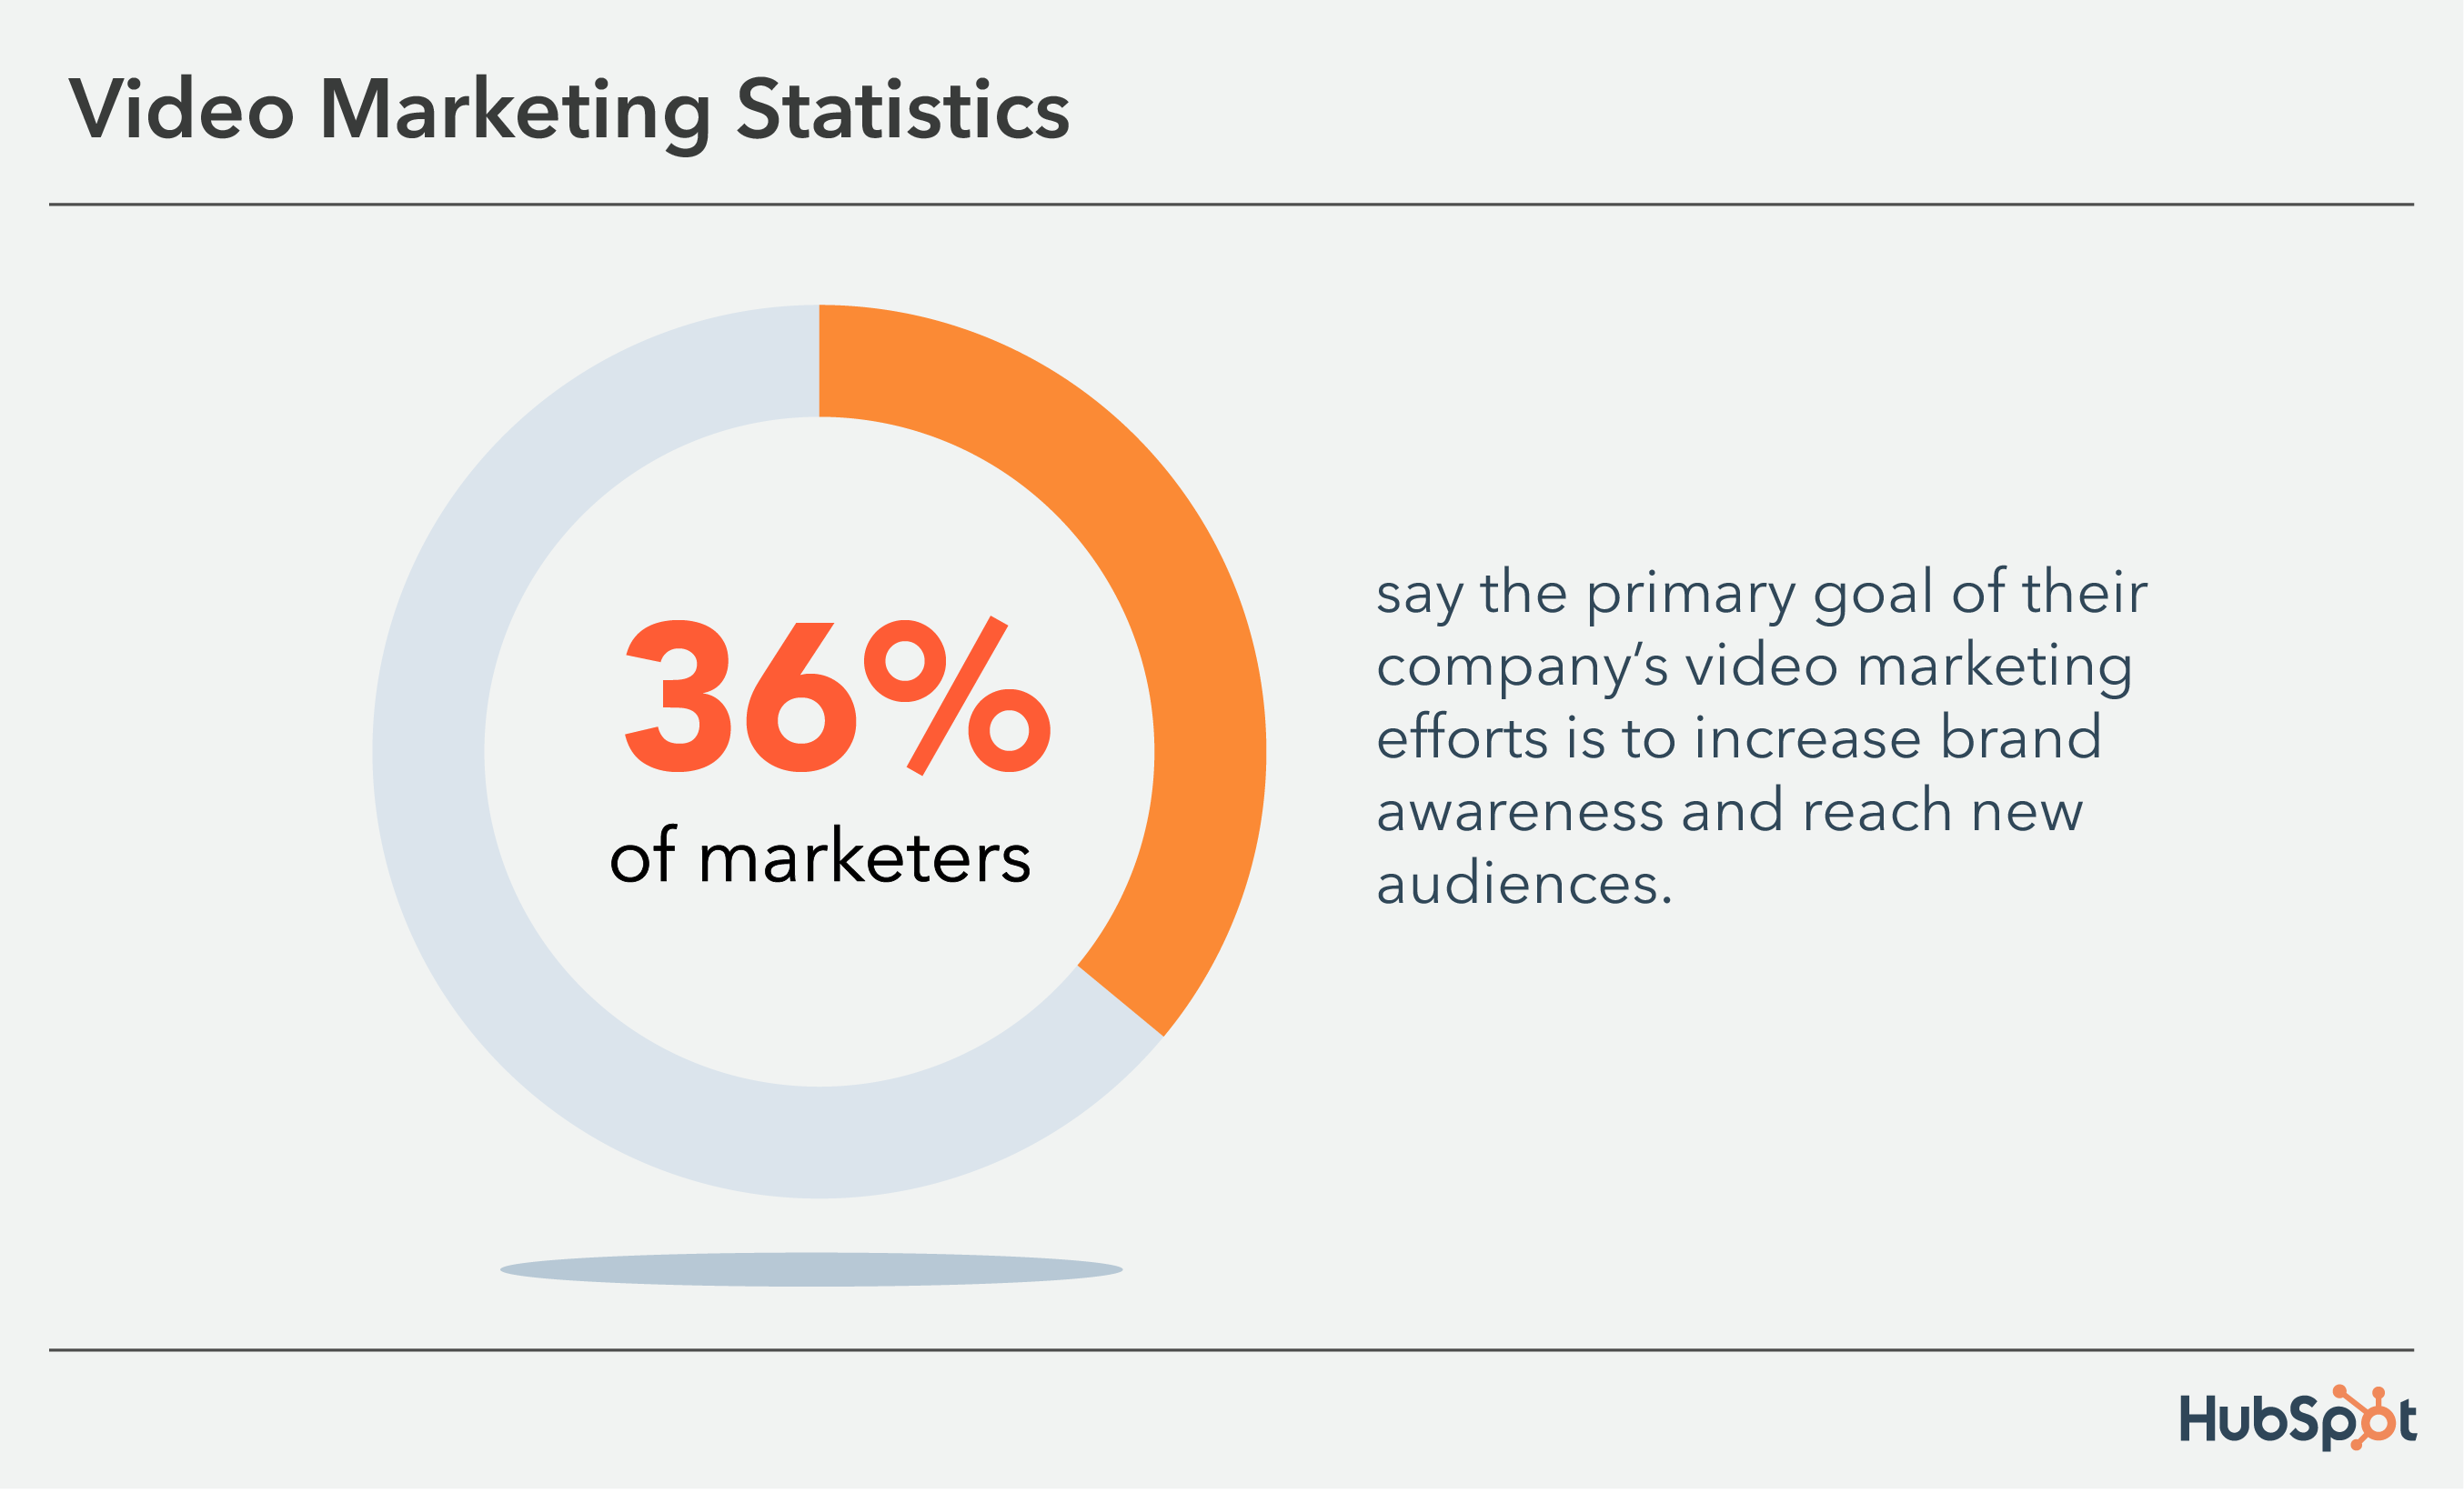 Video Marketing Statistics
36%
of marketers
say the primary goal of their
company's video marketing
efforts is to increase brand
awareness and reach new
audiences.
HubSpot